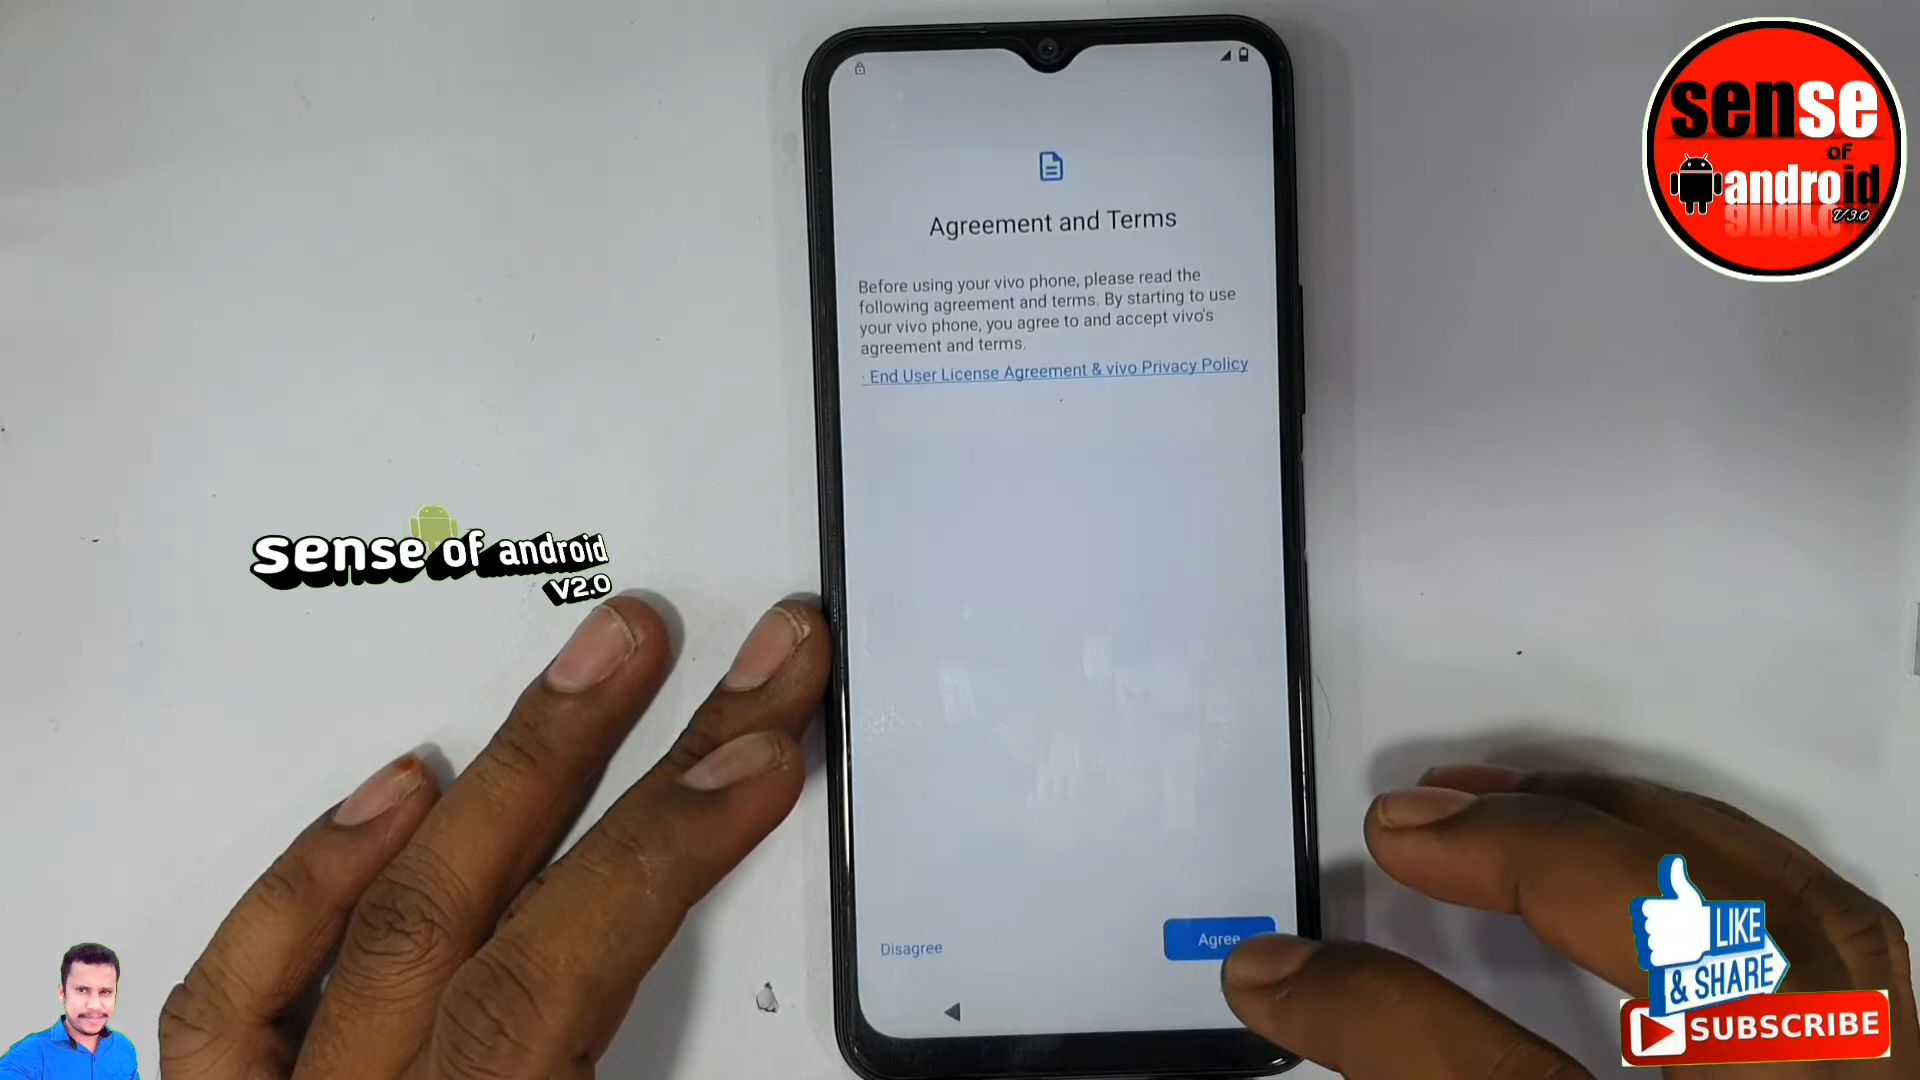 Agreement and Terms
Before using your vivo phone, please read the
following agreement and terms. By starting to use
your vivo phone, you agree to and accept vivo's
agreement and terms.
· End User License Agreement & vivo Privacy Policy
Disagree
Agree
sense of android
V2.0
sense
of
android
V3.0
LIKE
& SHARE
SUBSCRIBE